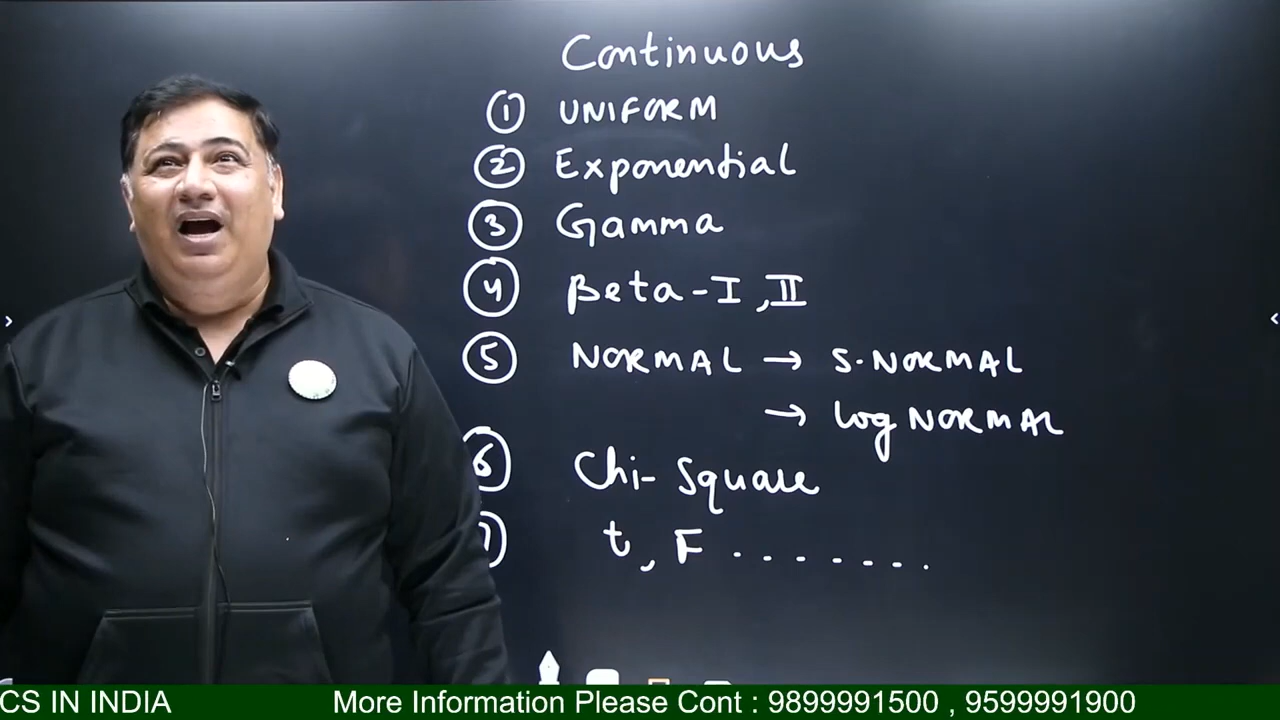 Continuous
① UNIFORM
② Exponential
③ Gamma
④ Beta-I, II
⑤ NORMAL → S.NORMAL
→ log NORMAL
⑥ Chi-Square
⑦ t, F . . . . . . .
CS IN INDIA More Information Please Cont : 9899991500 , 9599991900